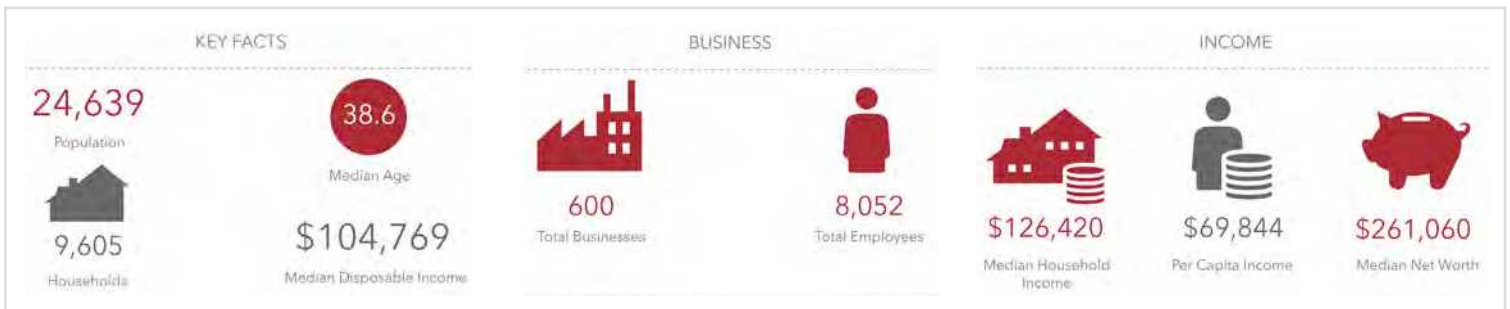 KEY FACTS
24,639
Population
38.6
Median Age
9,605
Households
$104,769
Median Disposable Income
BUSINESS
600
Total Businesses
8,052
Total Employees
INCOME
$126,420
Median Household
Income
$69,844
Per Capita Income
$261,060
Median Net Worth